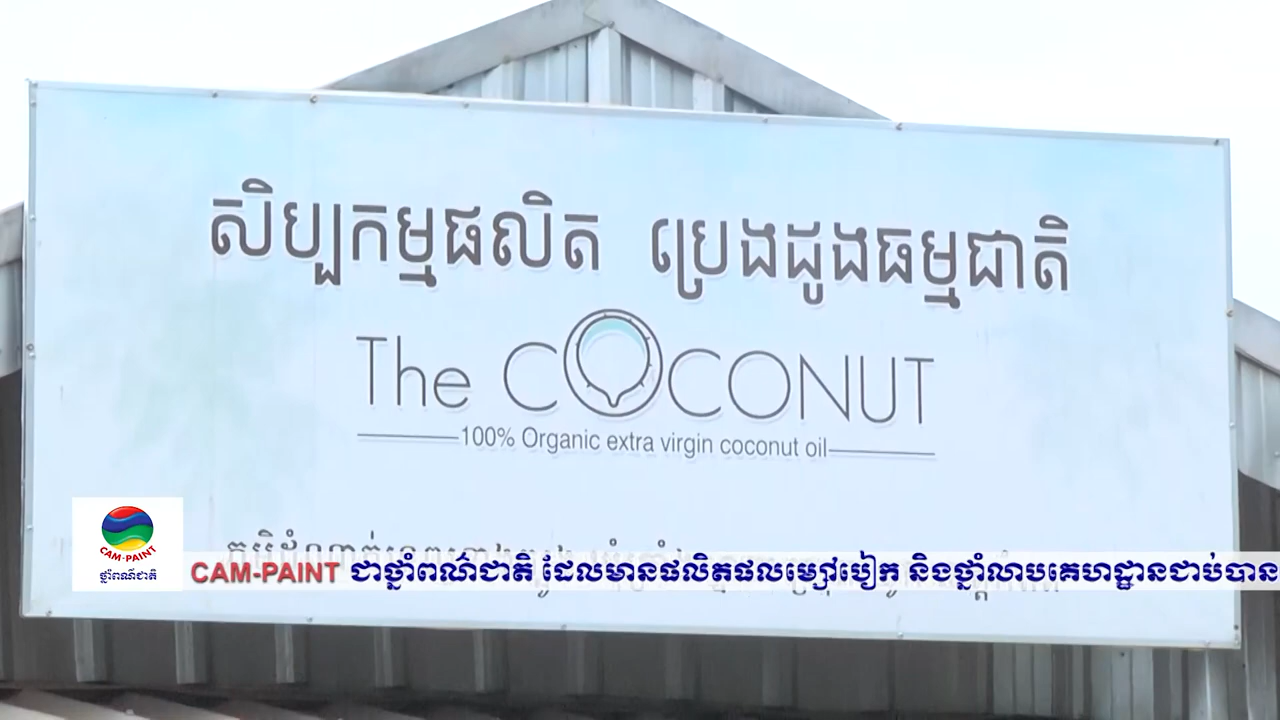 សិប្បកម្មផលិត ប្រេងដូងធម្មជាតិ
The COCONUT
100% Organic extra virgin coconut oil
CAM-PAINT
ថ្នាំពណ៌ជាតិ
CAM-PAINT ជាថ្នាំពណ៌ជាតិ ដែលមានផលិតផលម្សៅបៀក និងថ្នាំលាបគេហដ្ឋានជាប់បាន